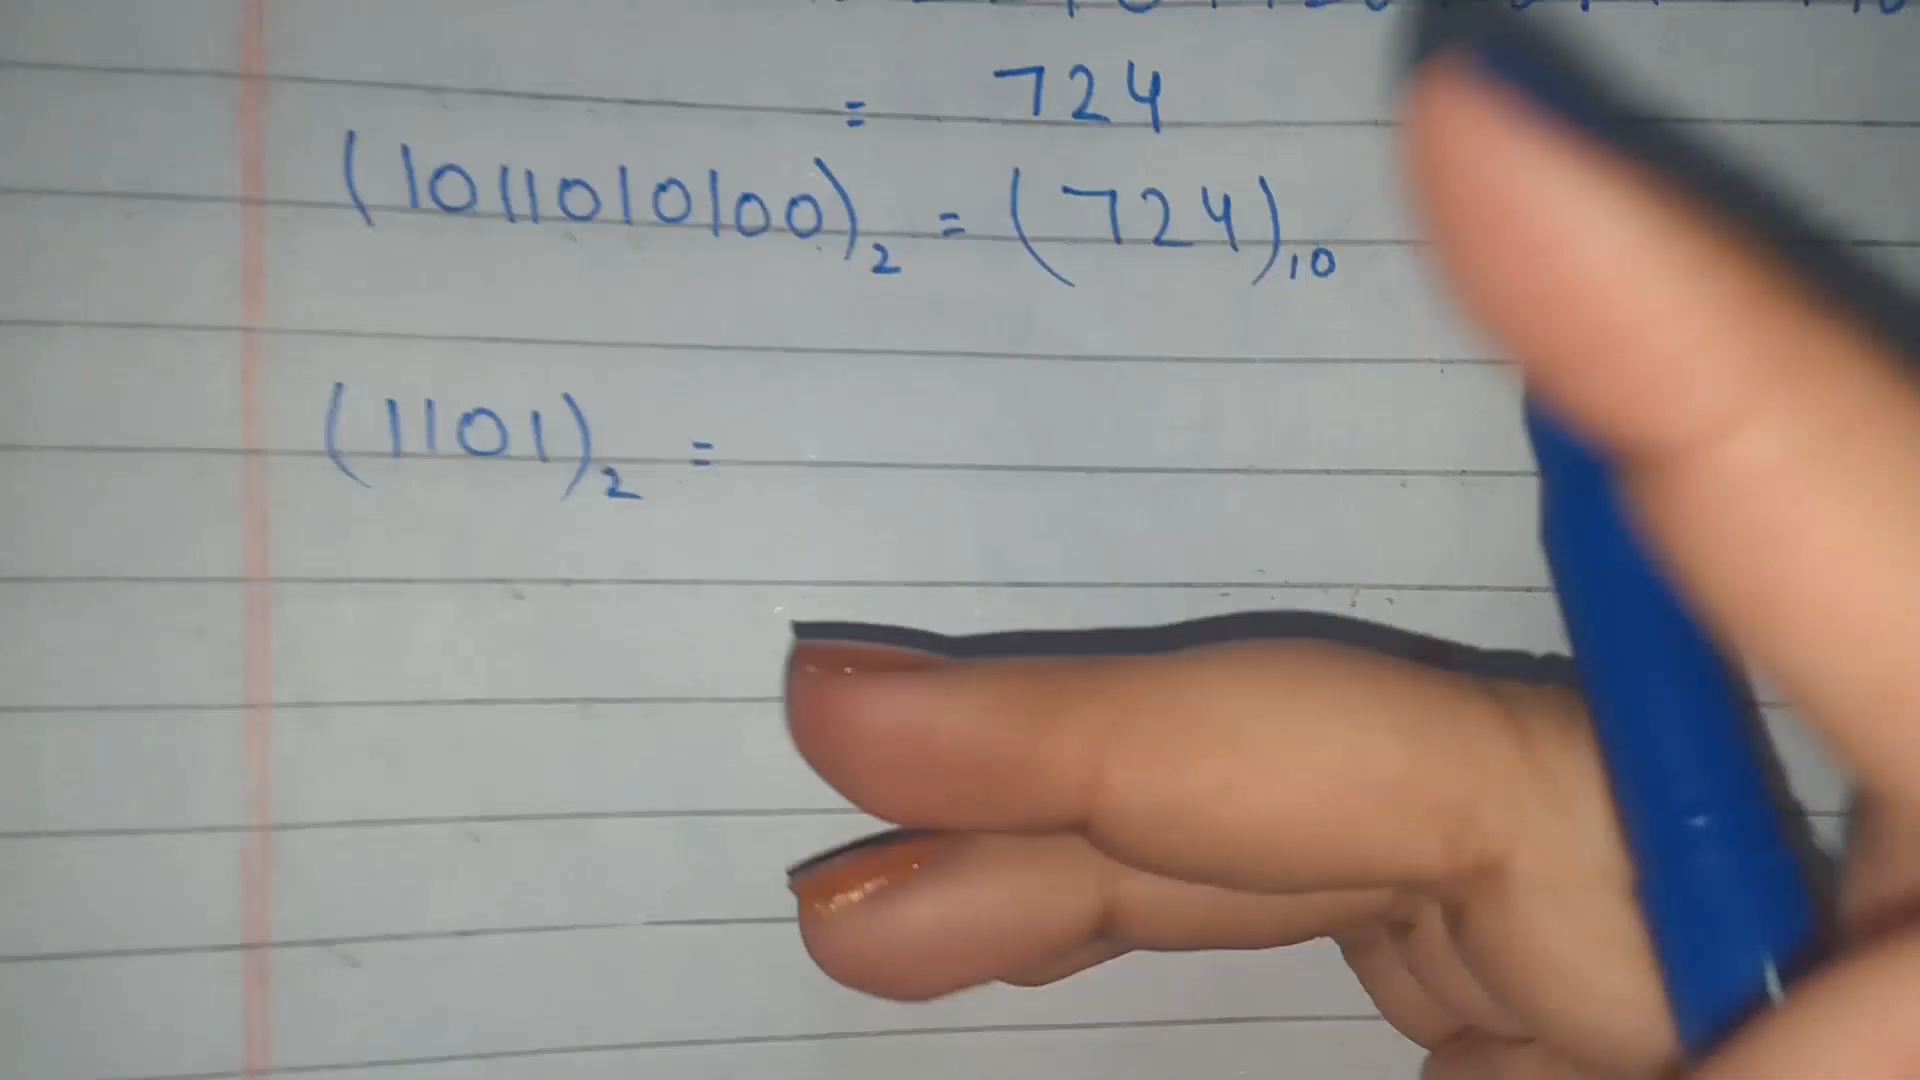 = 724
(1011010100)₂ = (724)₁₀
(1101)₂ =